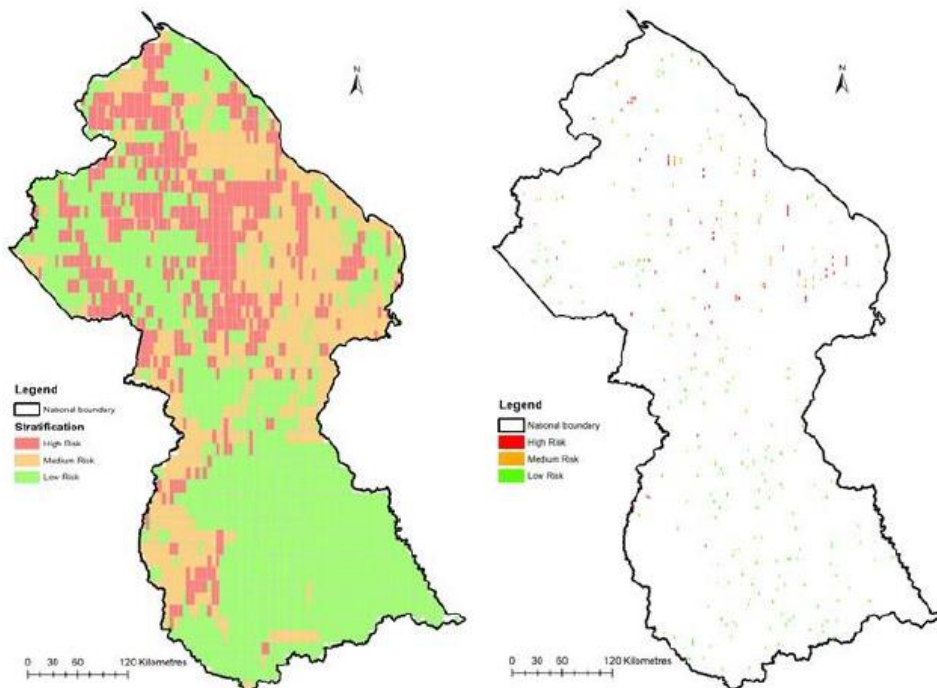 N
Legend
National boundary
Stratification
High Risk
Medium Risk
Low Risk
0 30 60 120 Kilometres
N
Legend
National boundary
High Risk
Medium Risk
Low Risk
0 30 60 120 Kilometres